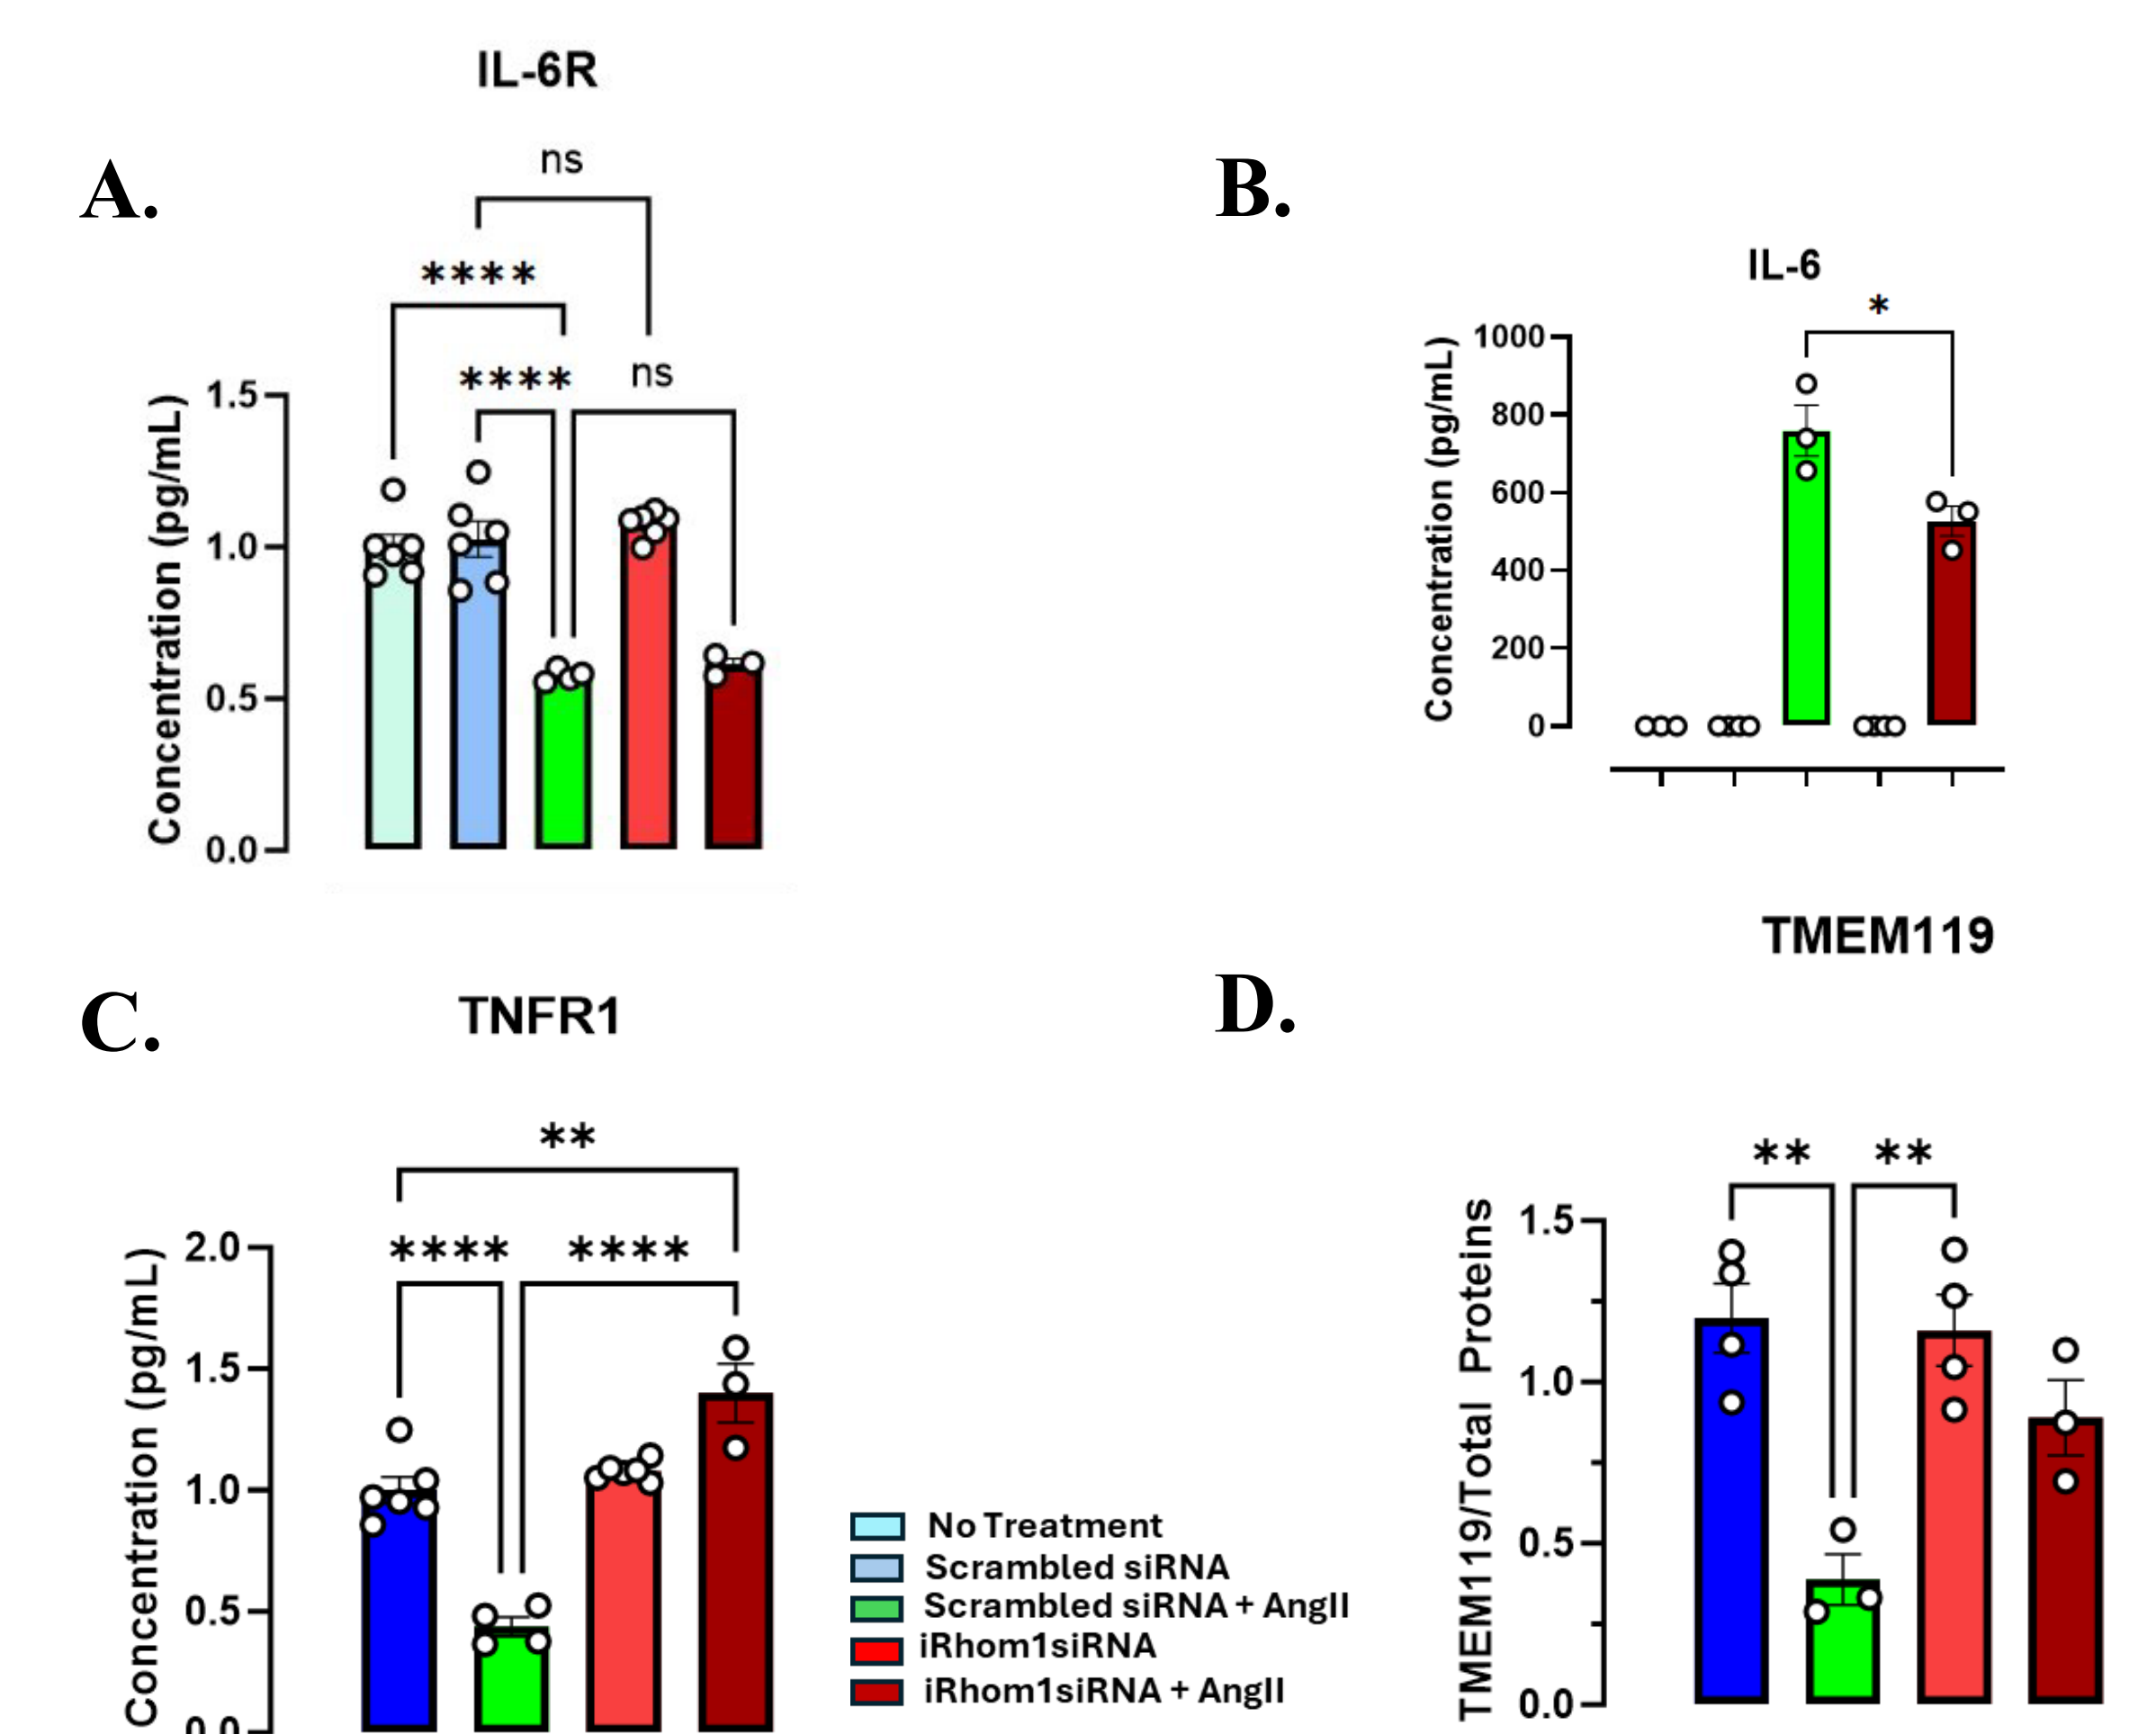 IL-6R
A.
ns
****
****
ns
Concentration (pg/mL)
1.5
1.0
0.5
0.0
B.
IL-6
*
Concentration (pg/mL)
1000
800
600
400
200
0
C.
TNFR1
**
****
****
Concentration (pg/mL)
2.0
1.5
1.0
0.5
0.0
No Treatment
Scrambled siRNA
Scrambled siRNA + AngII
iRhom1siRNA
iRhom1siRNA + AngII
D.
TMEM119
**
**
TMEM119/Total Proteins
1.5
1.0
0.5
0.0